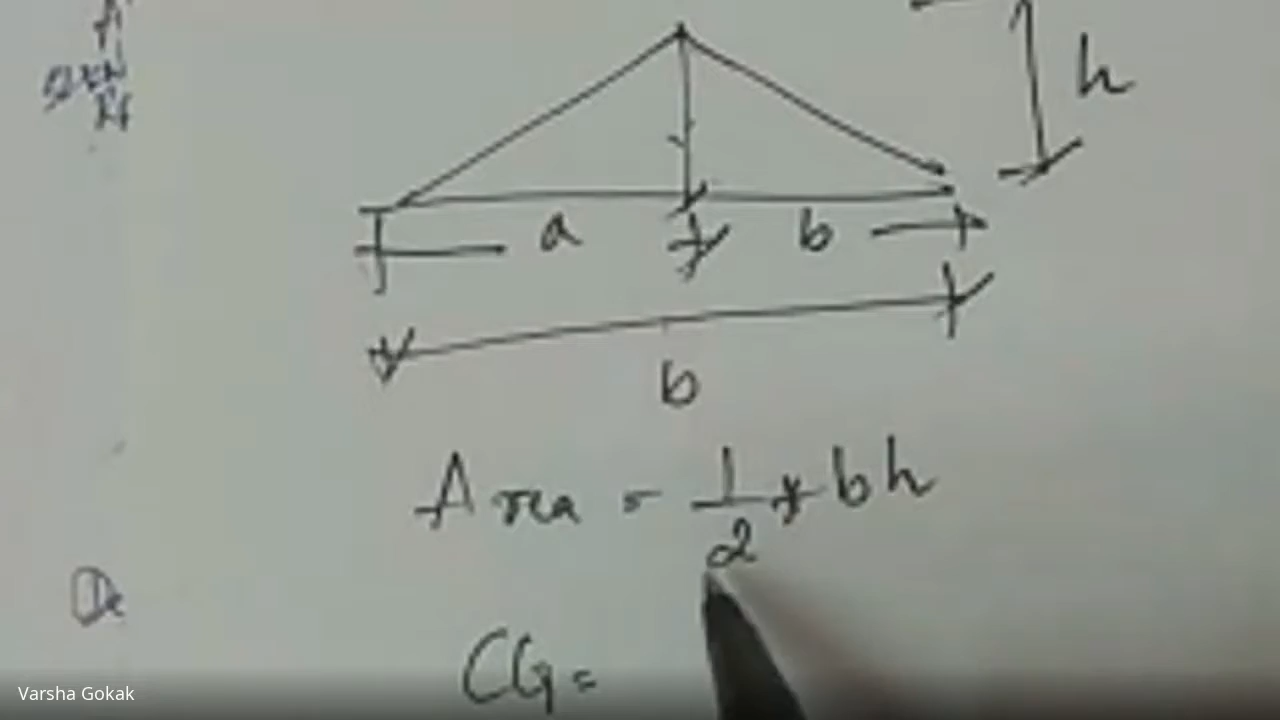 h
a b
b
Area = 1/2 * bh
CG =
Varsha Gokak